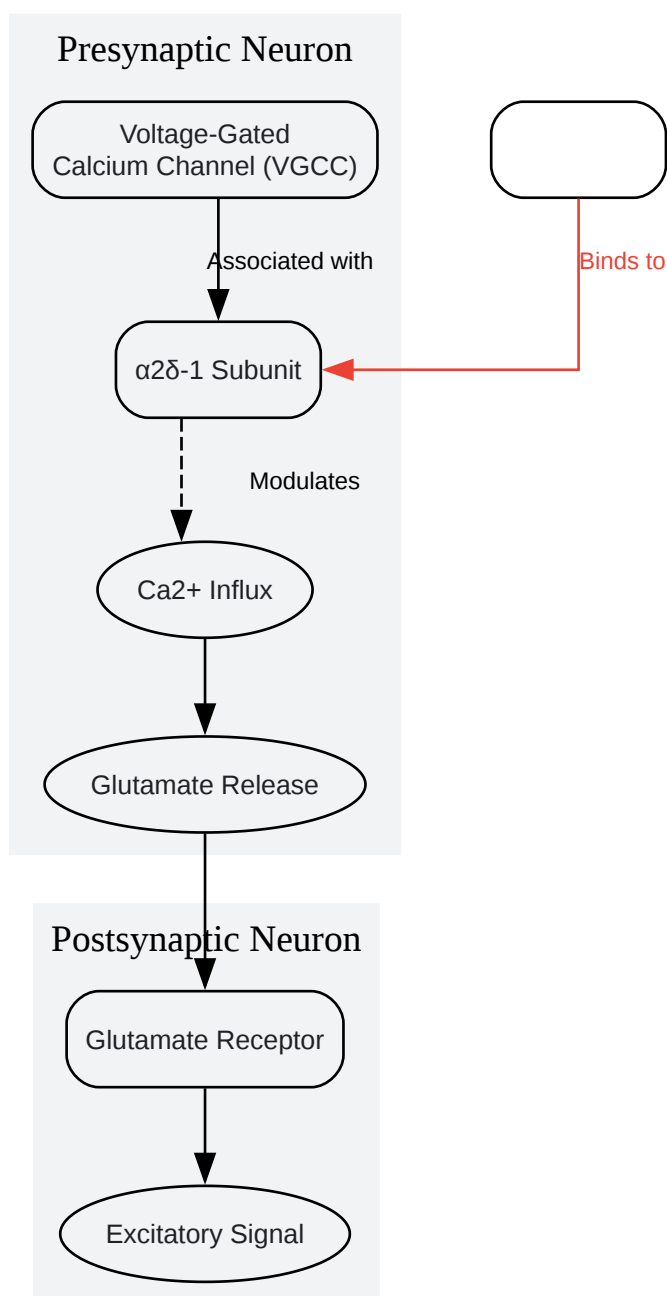 Presynaptic Neuron
Voltage-Gated
Calcium Channel (VGCC)
Associated with
Binds to
α2δ-1 Subunit
Modulates
Ca2+ Influx
Glutamate Release
Postsynaptic Neuron
Glutamate Receptor
Excitatory Signal